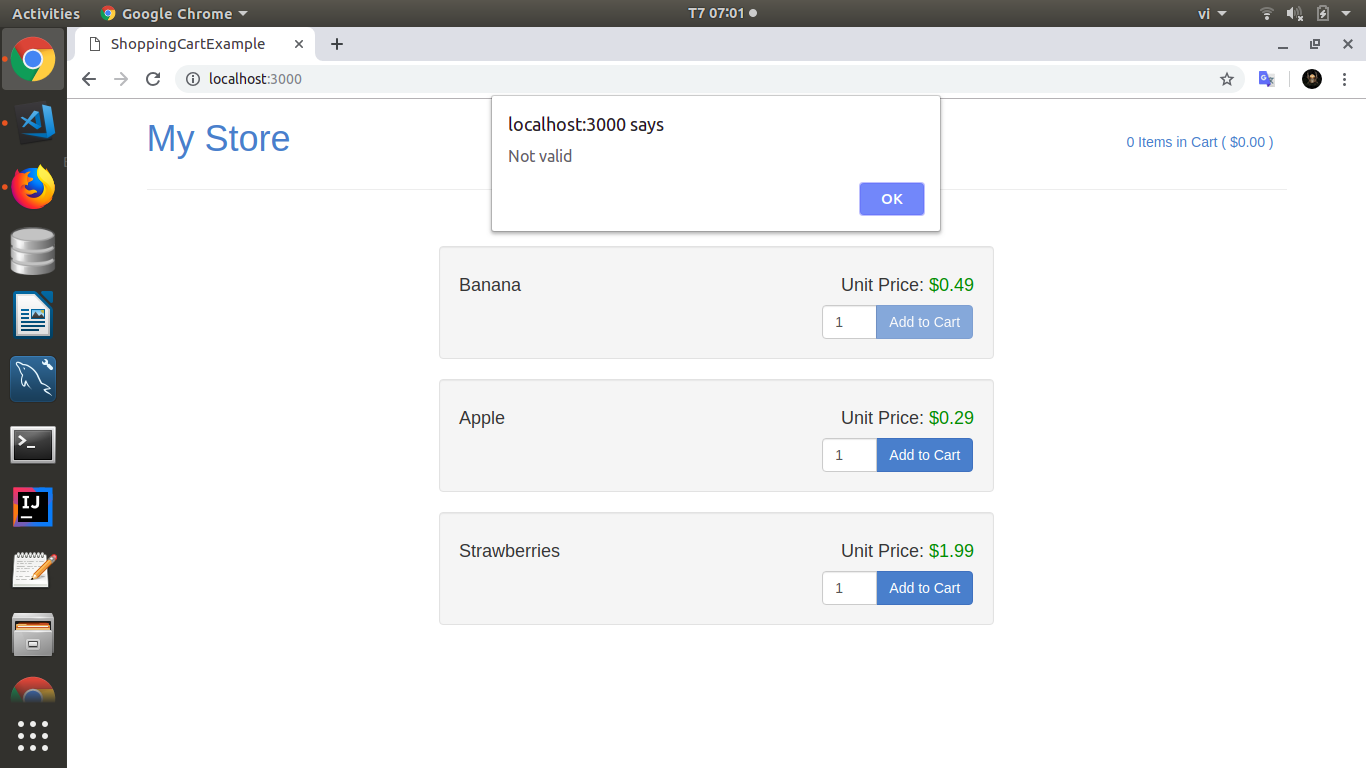 Activities Google Chrome T7 07:01 vi
ShoppingCartExample
localhost:3000
localhost:3000 says
Not valid
OK
My Store
0 Items in Cart ( $0.00 )
Banana
Unit Price: $0.49
1 Add to Cart
Apple
Unit Price: $0.29
1 Add to Cart
Strawberries
Unit Price: $1.99
1 Add to Cart
IJ